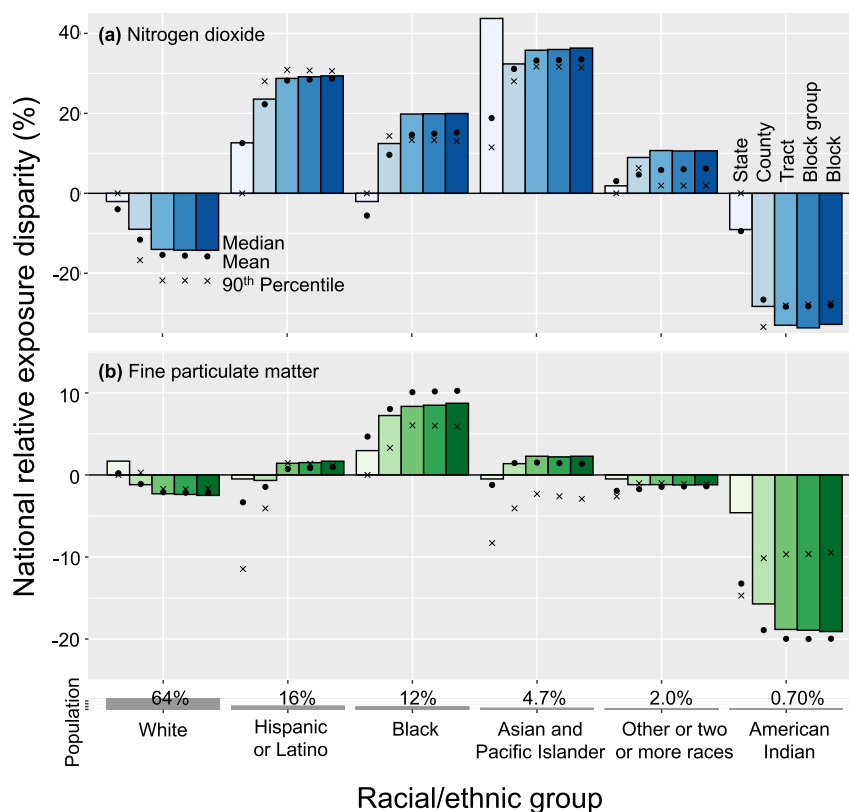 National relative exposure disparity (%)
(a) Nitrogen dioxide
40
20
0
-20
Median
Mean
90th Percentile
State
County
Tract
Block group
Block
(b) Fine particulate matter
10
0
-10
-20
Population
64%
16%
12%
4.7%
2.0%
0.70%
White
Hispanic
or Latino
Black
Asian and
Pacific Islander
Other or two
or more races
American
Indian
Racial/ethnic group